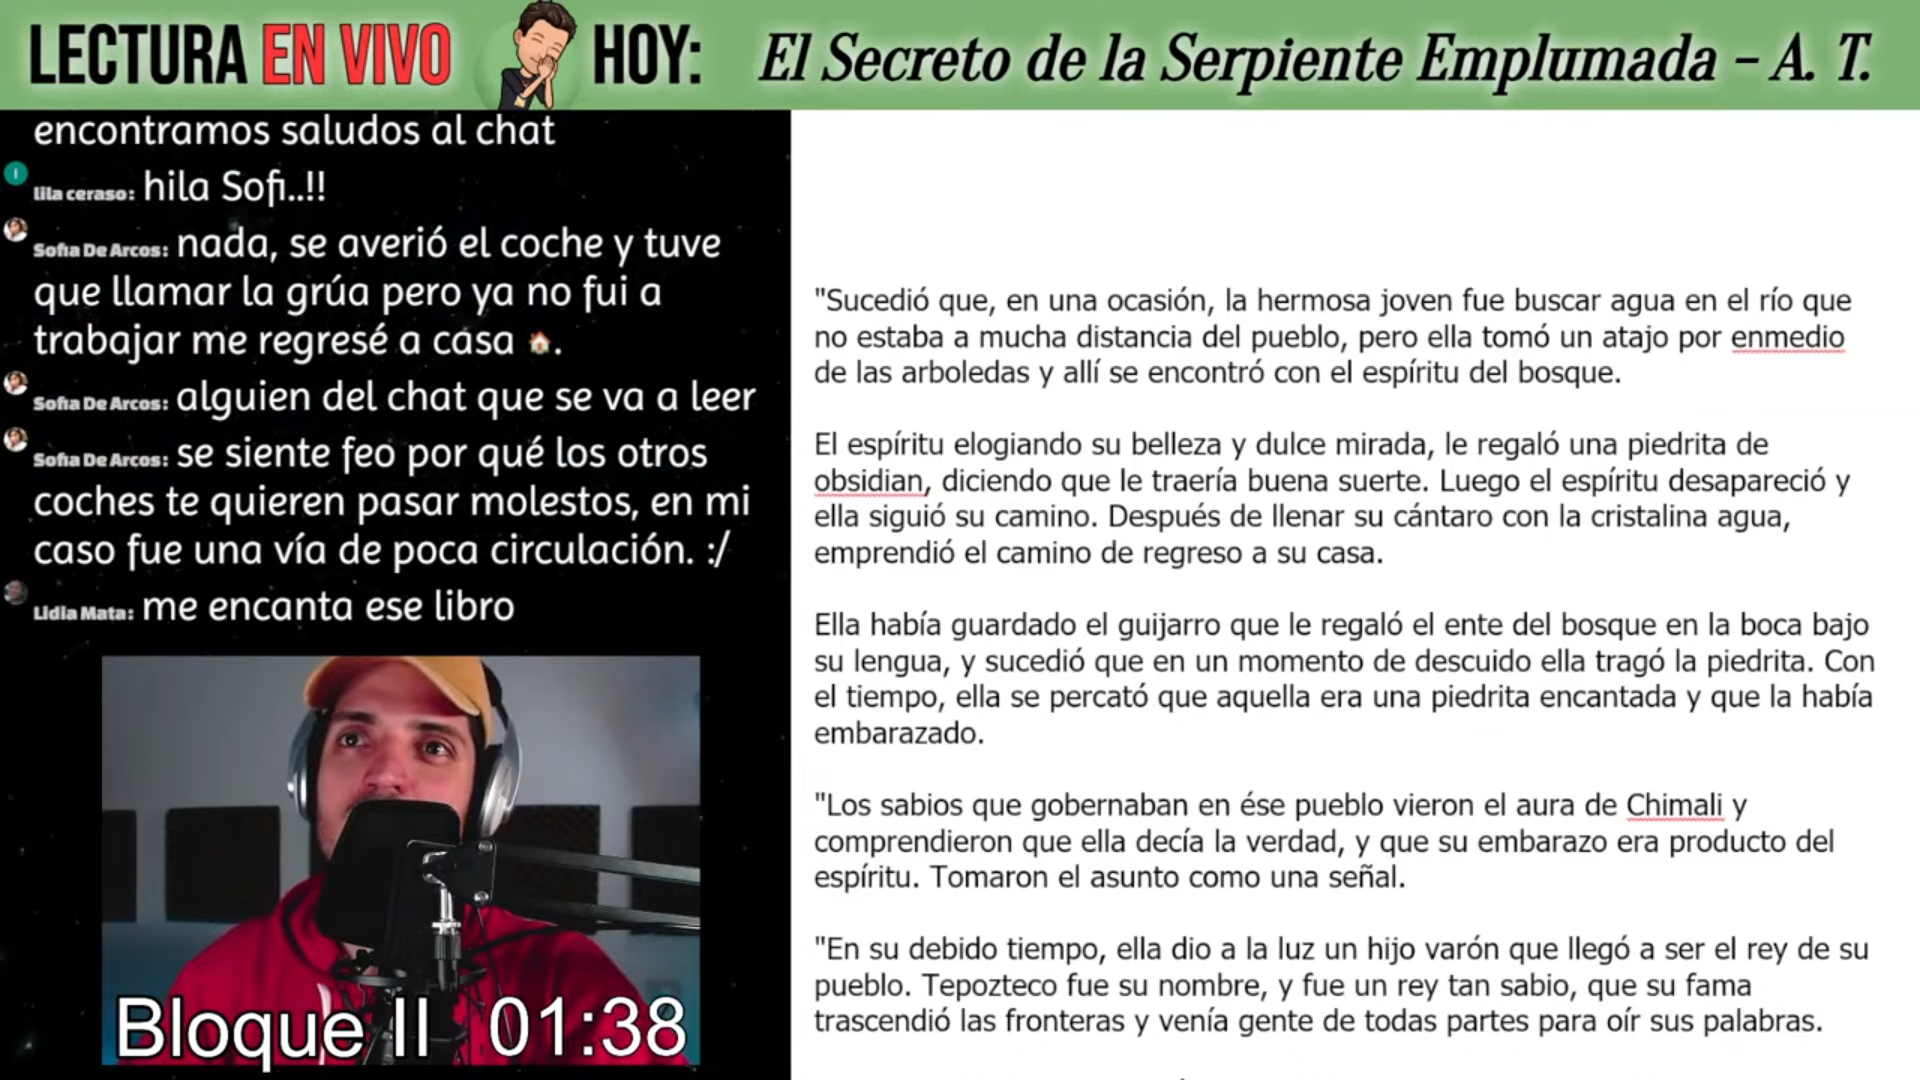 LECTURA EN VIVO HOY: El Secreto de la Serpiente Emplumada - A. T.
encontramos saludos al chat
lila ceraso: hila Sofi..!!
Sofia De Arcos: nada, se averió el coche y tuve
que llamar la grúa pero ya no fui a
trabajar me regresé a casa 🏠.
Sofia De Arcos: alguien del chat que se va a leer
Sofia De Arcos: se siente feo por qué los otros
coches te quieren pasar molestos, en mi
caso fue una vía de poca circulación. :/
Lidia Mata: me encanta ese libro
Bloque II 01:38
"Sucedió que, en una ocasión, la hermosa joven fue buscar agua en el río que
no estaba a mucha distancia del pueblo, pero ella tomó un atajo por enmedio
de las arboledas y allí se encontró con el espíritu del bosque.
El espíritu elogiando su belleza y dulce mirada, le regaló una piedrita de
obsidian, diciendo que le traería buena suerte. Luego el espíritu desapareció y
ella siguió su camino. Después de llenar su cántaro con la cristalina agua,
emprendió el camino de regreso a su casa.
Ella había guardado el guijarro que le regaló el ente del bosque en la boca bajo
su lengua, y sucedió que en un momento de descuido ella tragó la piedrita. Con
el tiempo, ella se percató que aquella era una piedrita encantada y que la había
embarazado.
"Los sabios que gobernaban en ése pueblo vieron el aura de Chimali y
comprendieron que ella decía la verdad, y que su embarazo era producto del
espíritu. Tomaron el asunto como una señal.
"En su debido tiempo, ella dio a la luz un hijo varón que llegó a ser el rey de su
pueblo. Tepozteco fue su nombre, y fue un rey tan sabio, que su fama
trascendió las fronteras y venía gente de todas partes para oír sus palabras.